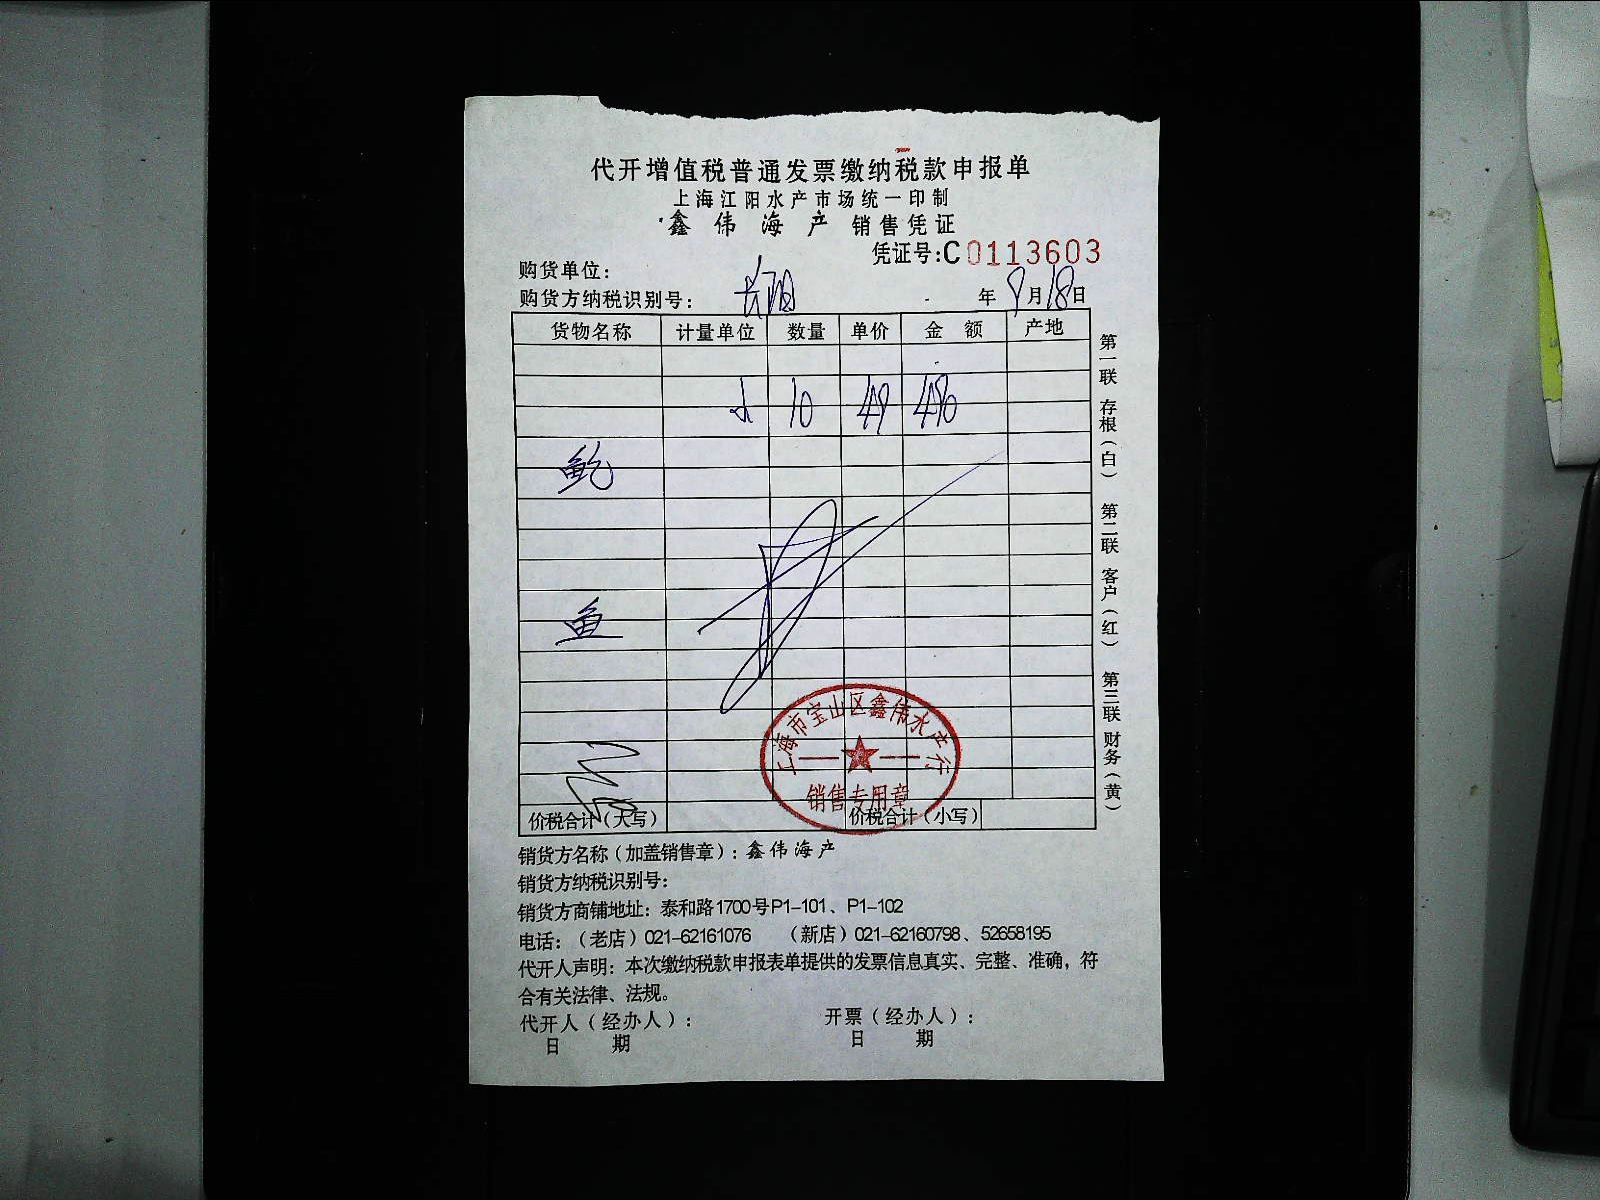 代开增值税普通发票缴纳税款申报单
上海江阳水产市场统一印制
鑫伟海产 销售凭证
凭证号:C0113603
购货单位:
购货方纳税识别号: 长阳 年9月18日
货物名称 计量单位 数量 单价 金额 产地
10 49 490
鲍
鱼
价税合计(大写) 价税合计(小写)
上海市宝山区鑫伟水产行
销售专用章
第一联 存根(白) 第二联 客户(红) 第三联 财务(黄)
销货方名称(加盖销售章):鑫伟海产
销货方纳税识别号:
销货方商铺地址:泰和路1700号P1-101、P1-102
电话:(老店)021-62161076 (新店)021-62160798、52658195
代开人声明:本次缴纳税款申报表单提供的发票信息真实、完整、准确,符
合有关法律、法规。
代开人(经办人): 开票(经办人):
日期 日期